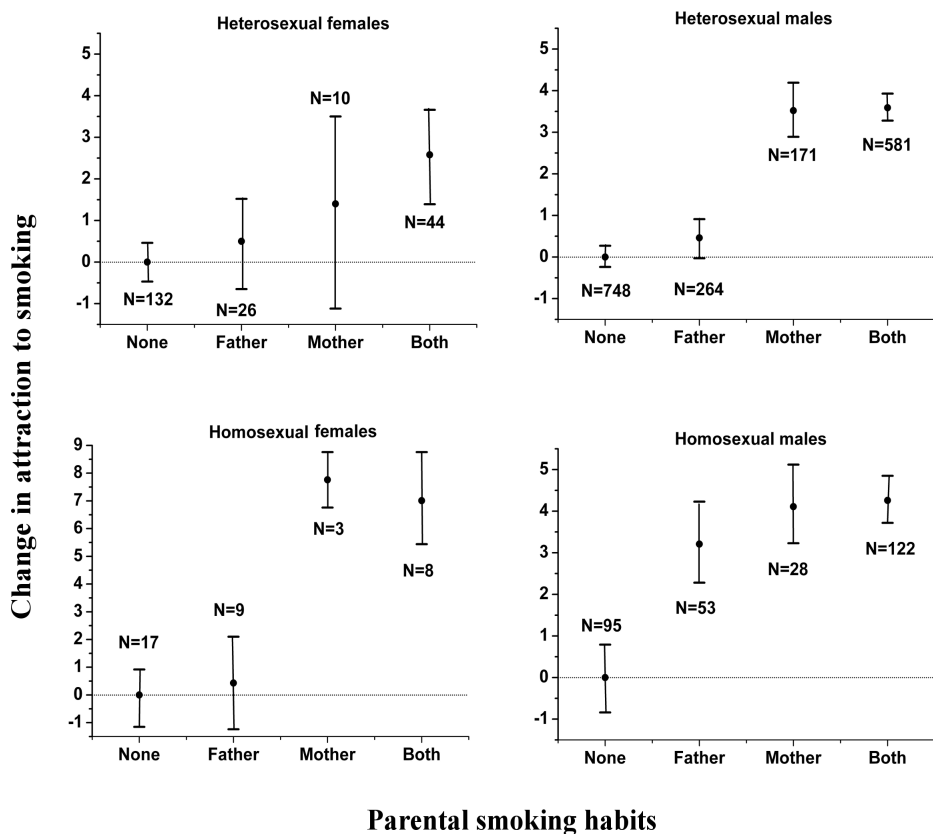 Heterosexual females
5
4
3
2
1
0
-1
N=132
N=26
N=10
N=44
None Father Mother Both
Heterosexual males
5
4
3
2
1
0
-1
N=748
N=264
N=171
N=581
None Father Mother Both
Homosexual females
9
8
7
6
5
4
3
2
1
0
-1
N=17
N=9
N=3
N=8
None Father Mother Both
Homosexual males
5
4
3
2
1
0
-1
N=95
N=53
N=28
N=122
None Father Mother Both
Change in attraction to smoking
Parental smoking habits